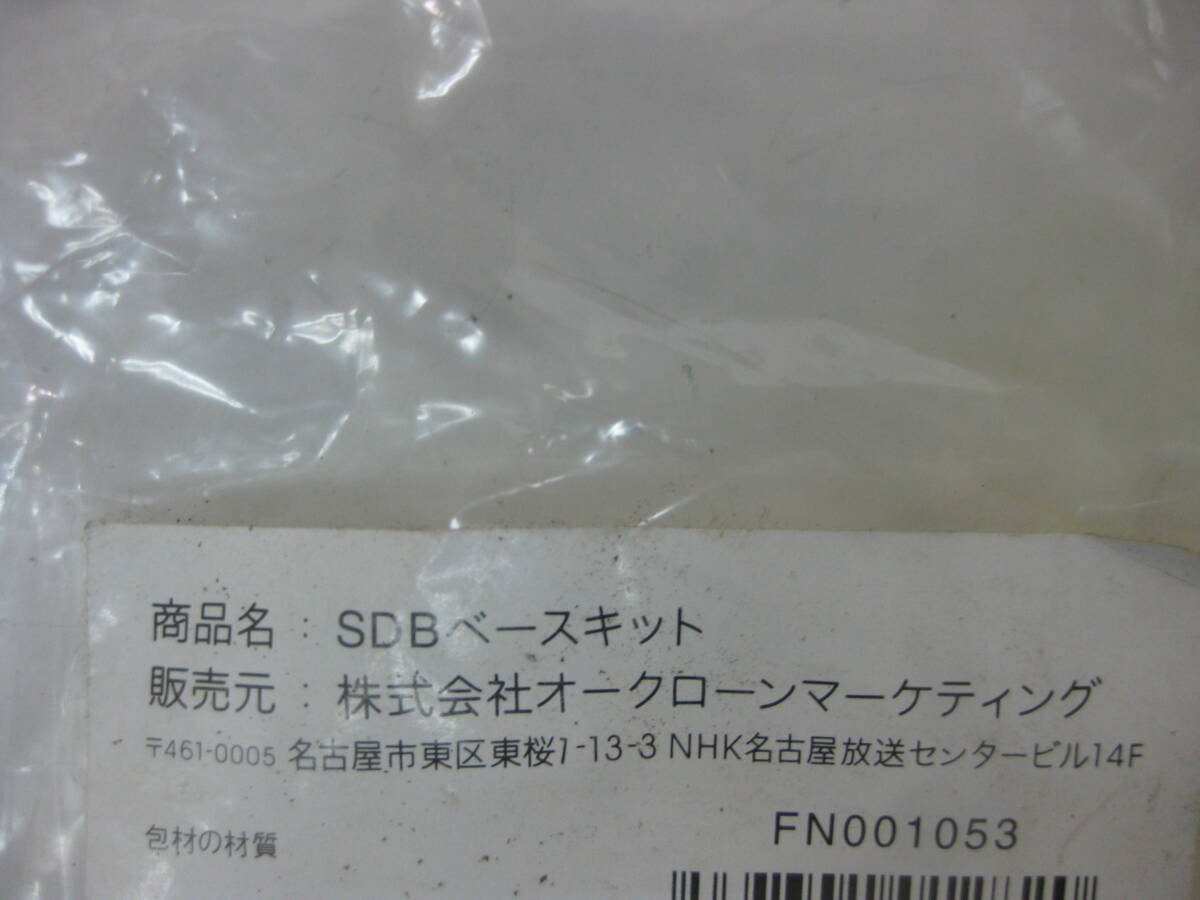 商品名 : SDBベースキット
販売元 : 株式会社オークローンマーケティング
〒461-0005 名古屋市東区東桜1-13-3 NHK名古屋放送センタービル14F
FN001053
包材の材質